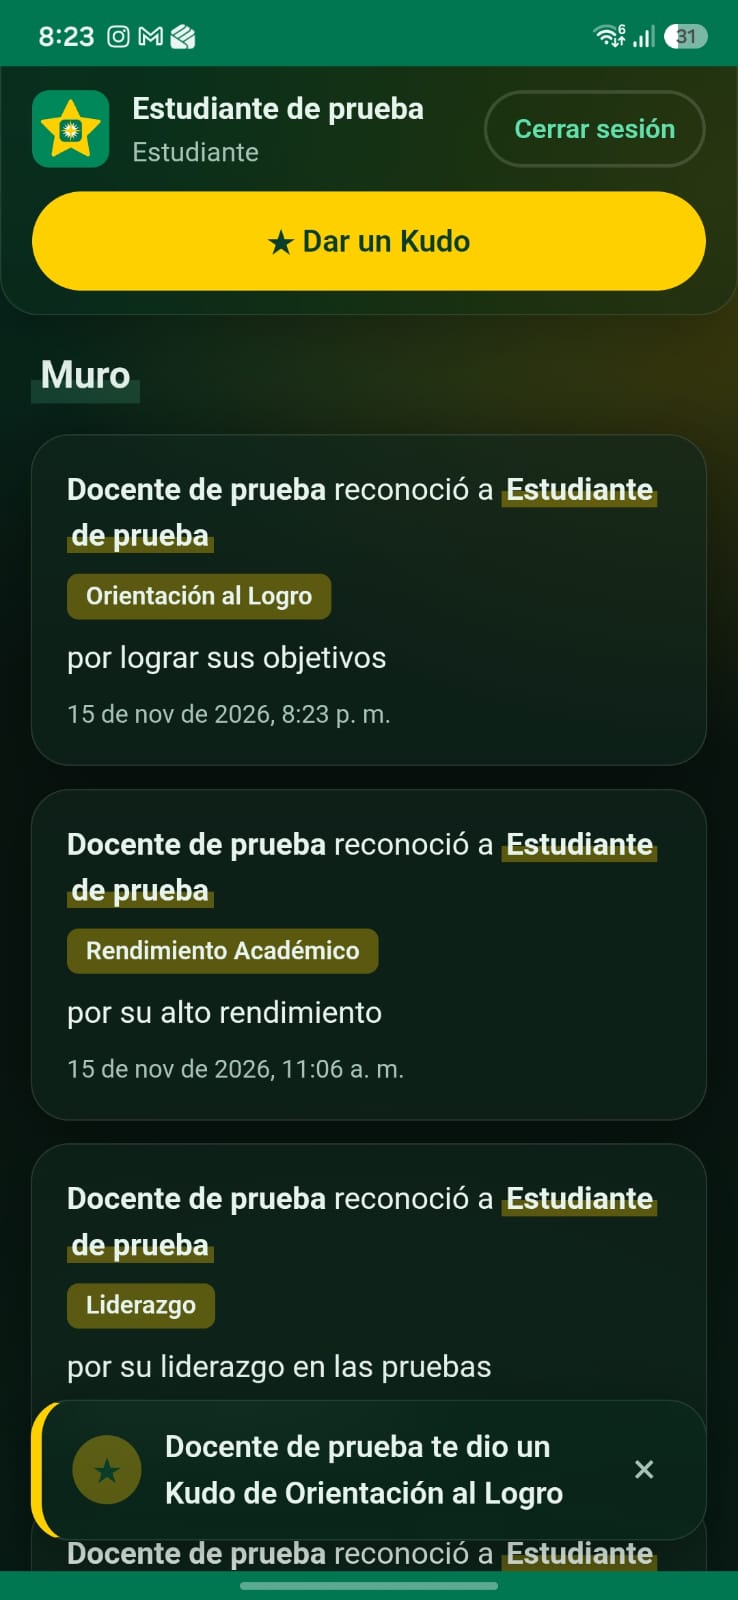 8:23
6
31
Estudiante de prueba
Estudiante
Cerrar sesión
★ Dar un Kudo
Muro
Docente de prueba reconoció a Estudiante
de prueba
Orientación al Logro
por lograr sus objetivos
15 de nov de 2026, 8:23 p. m.
Docente de prueba reconoció a Estudiante
de prueba
Rendimiento Académico
por su alto rendimiento
15 de nov de 2026, 11:06 a. m.
Docente de prueba reconoció a Estudiante
de prueba
Liderazgo
por su liderazgo en las pruebas
Docente de prueba te dio un
Kudo de Orientación al Logro
Docente de prueba reconoció a Estudiante